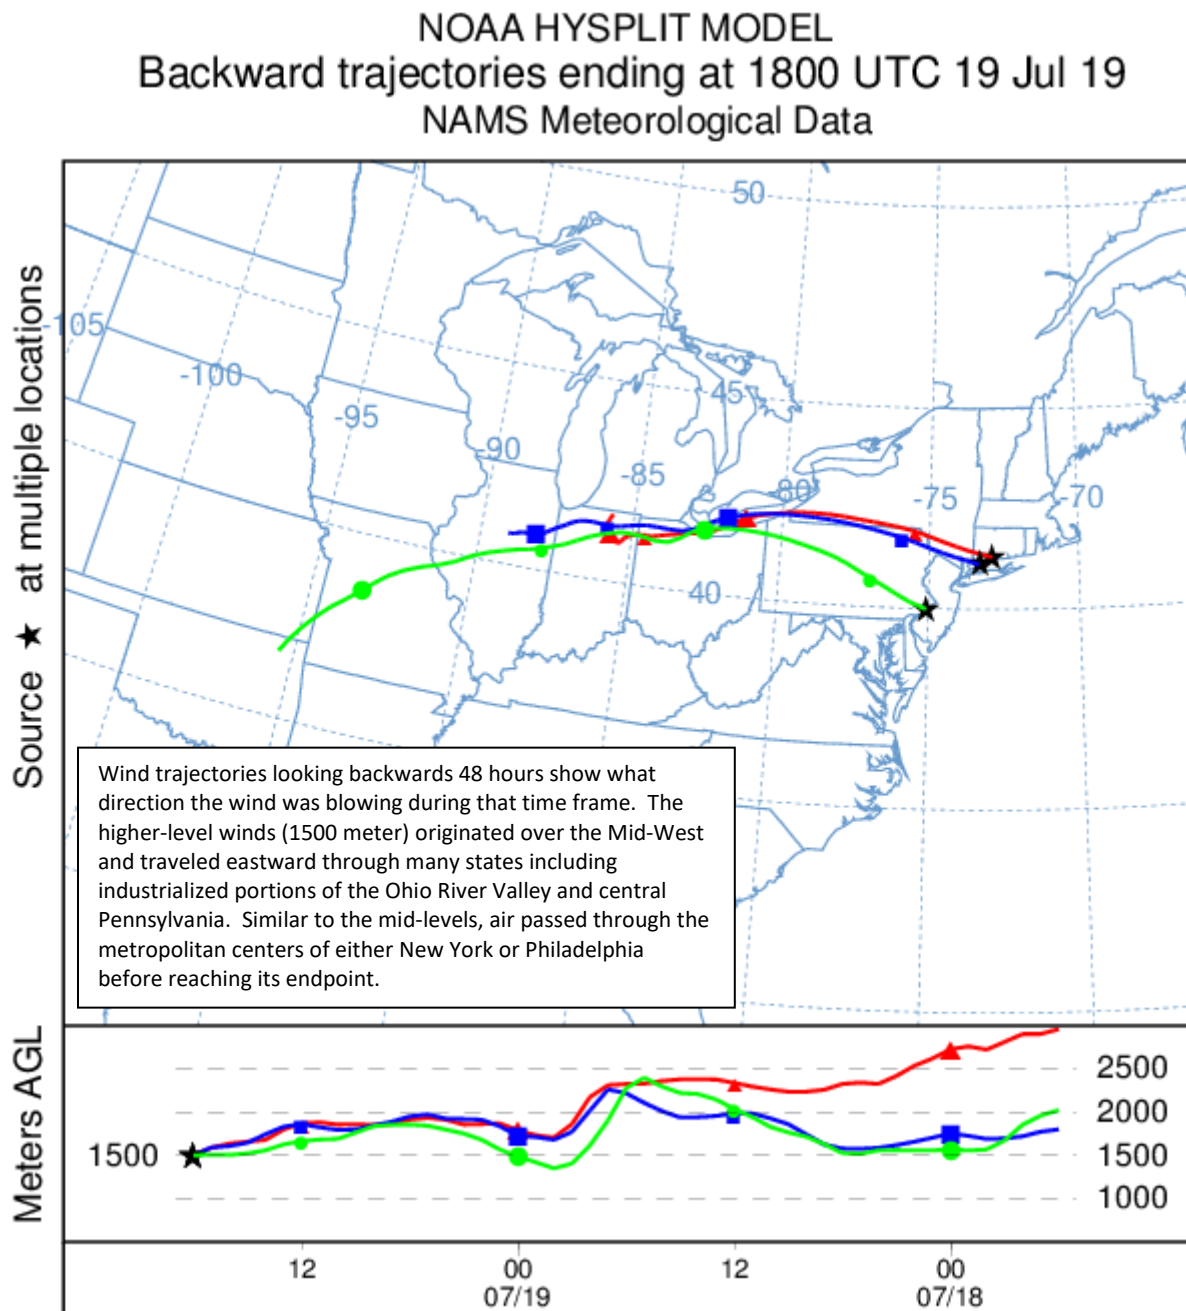 NOAA HYSPLIT MODEL
Backward trajectories ending at 1800 UTC 19 Jul 19
NAMS Meteorological Data
Source ★ at multiple locations
50
-105
-100
-95
-90
-85
45
-80
-75
-70
40
Wind trajectories looking backwards 48 hours show what
direction the wind was blowing during that time frame. The
higher-level winds (1500 meter) originated over the Mid-West
and traveled eastward through many states including
industrialized portions of the Ohio River Valley and central
Pennsylvania. Similar to the mid-levels, air passed through the
metropolitan centers of either New York or Philadelphia
before reaching its endpoint.
Meters AGL
2500
2000
1500 1500
1000
12 00 12 00
07/19 07/18